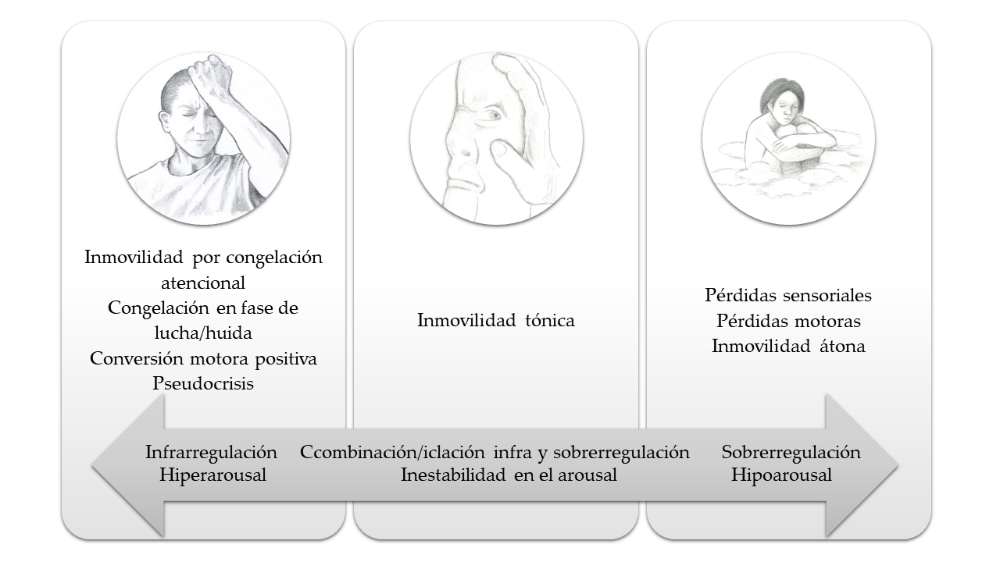 Inmovilidad por congelación
atencional
Congelación en fase de
lucha/huida
Conversión motora positiva
Pseudocrisis
Inmovilidad tónica
Pérdidas sensoriales
Pérdidas motoras
Inmovilidad átona
Infrarregulación
Hiperarousal
Ccombinación/iclación infra y sobrerregulación
Inestabilidad en el arousal
Sobrerregulación
Hipoarousal